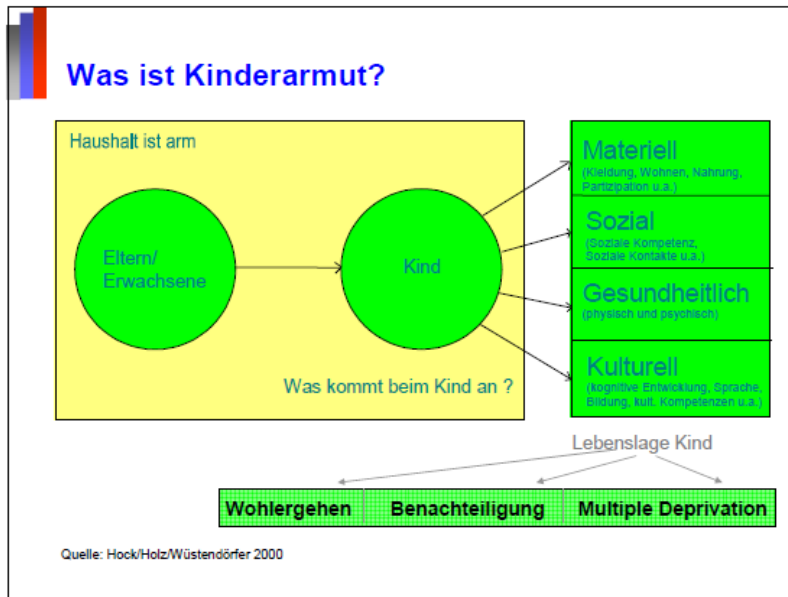 Was ist Kinderarmut?
Haushalt ist arm
Eltern/
Erwachsene
Kind
Was kommt beim Kind an ?
Materiell
(Kleidung, Wohnen, Nahrung,
Partizipation u.a.)
Sozial
(Soziale Kompetenz,
Soziale Kontakte u.a.)
Gesundheitlich
(physisch und psychisch)
Kulturell
(kognitive Entwicklung, Sprache,
Bildung, kult. Kompetenzen u.a.)
Lebenslage Kind
Wohlergehen Benachteiligung Multiple Deprivation
Quelle: Hock/Holz/Wüstendörfer 2000